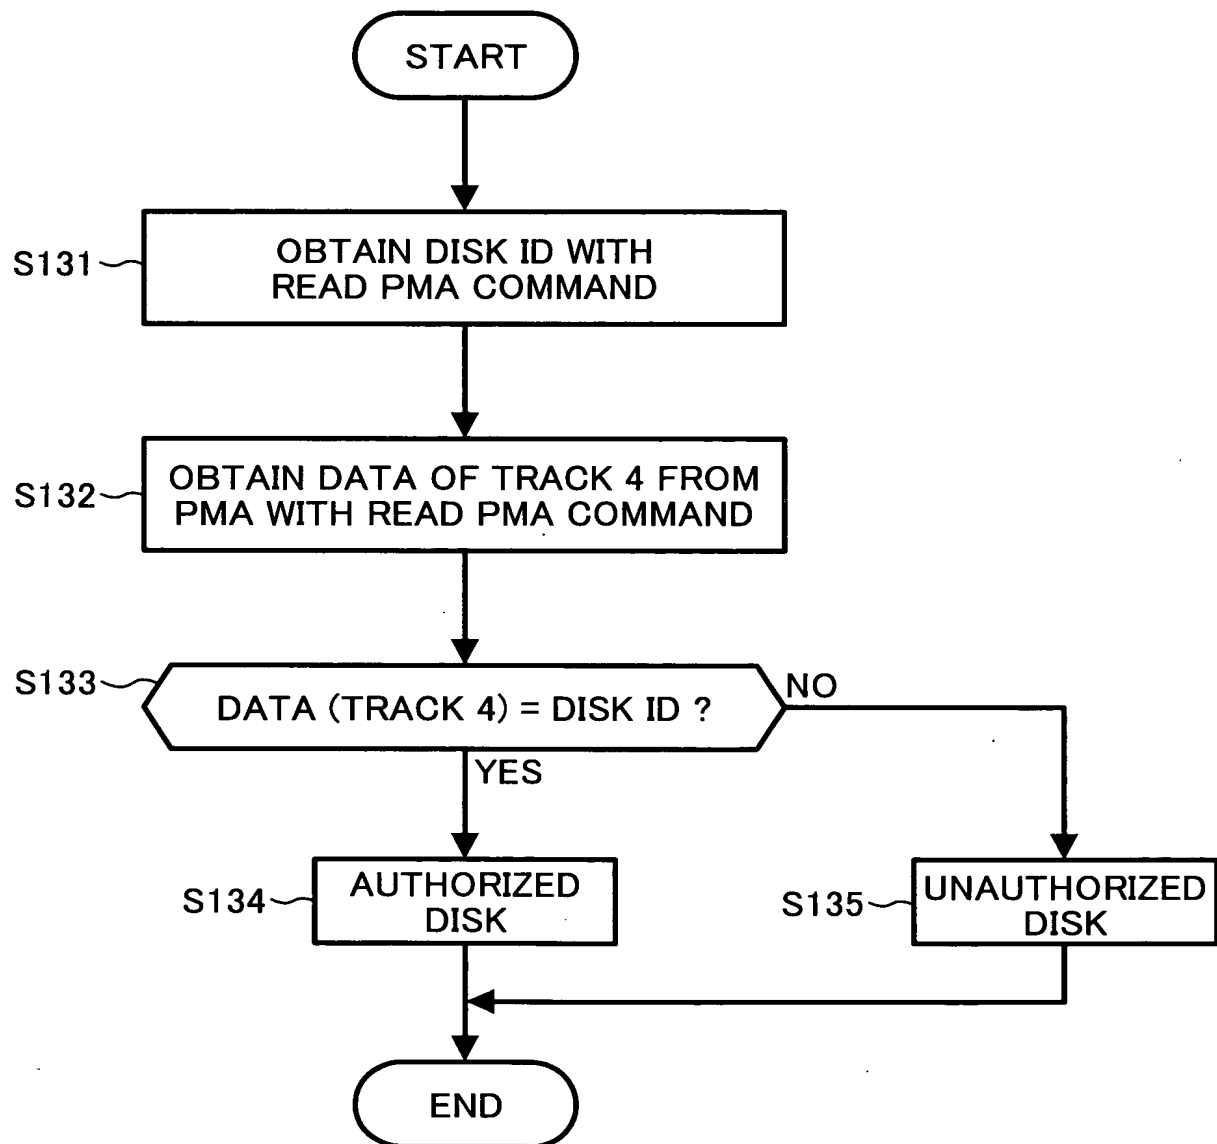 START
S131
OBTAIN DISK ID WITH
READ PMA COMMAND
S132
OBTAIN DATA OF TRACK 4 FROM
PMA WITH READ PMA COMMAND
S133
DATA (TRACK 4) = DISK ID ?
NO
YES
S134
AUTHORIZED
DISK
S135
UNAUTHORIZED
DISK
END